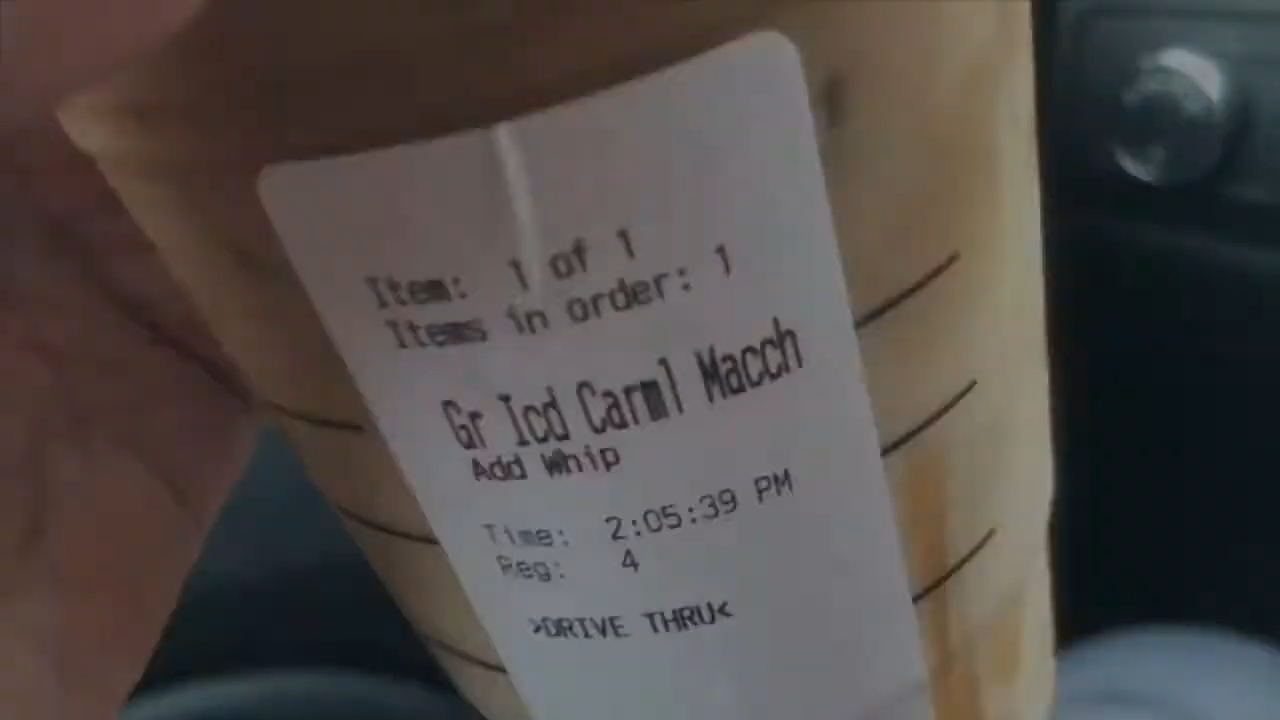 Item: 1 of 1
Items in order: 1
Gr Icd Carml Macch
Add Whip
Time: 2:05:39 PM
Reg: 4
>DRIVE THRU<